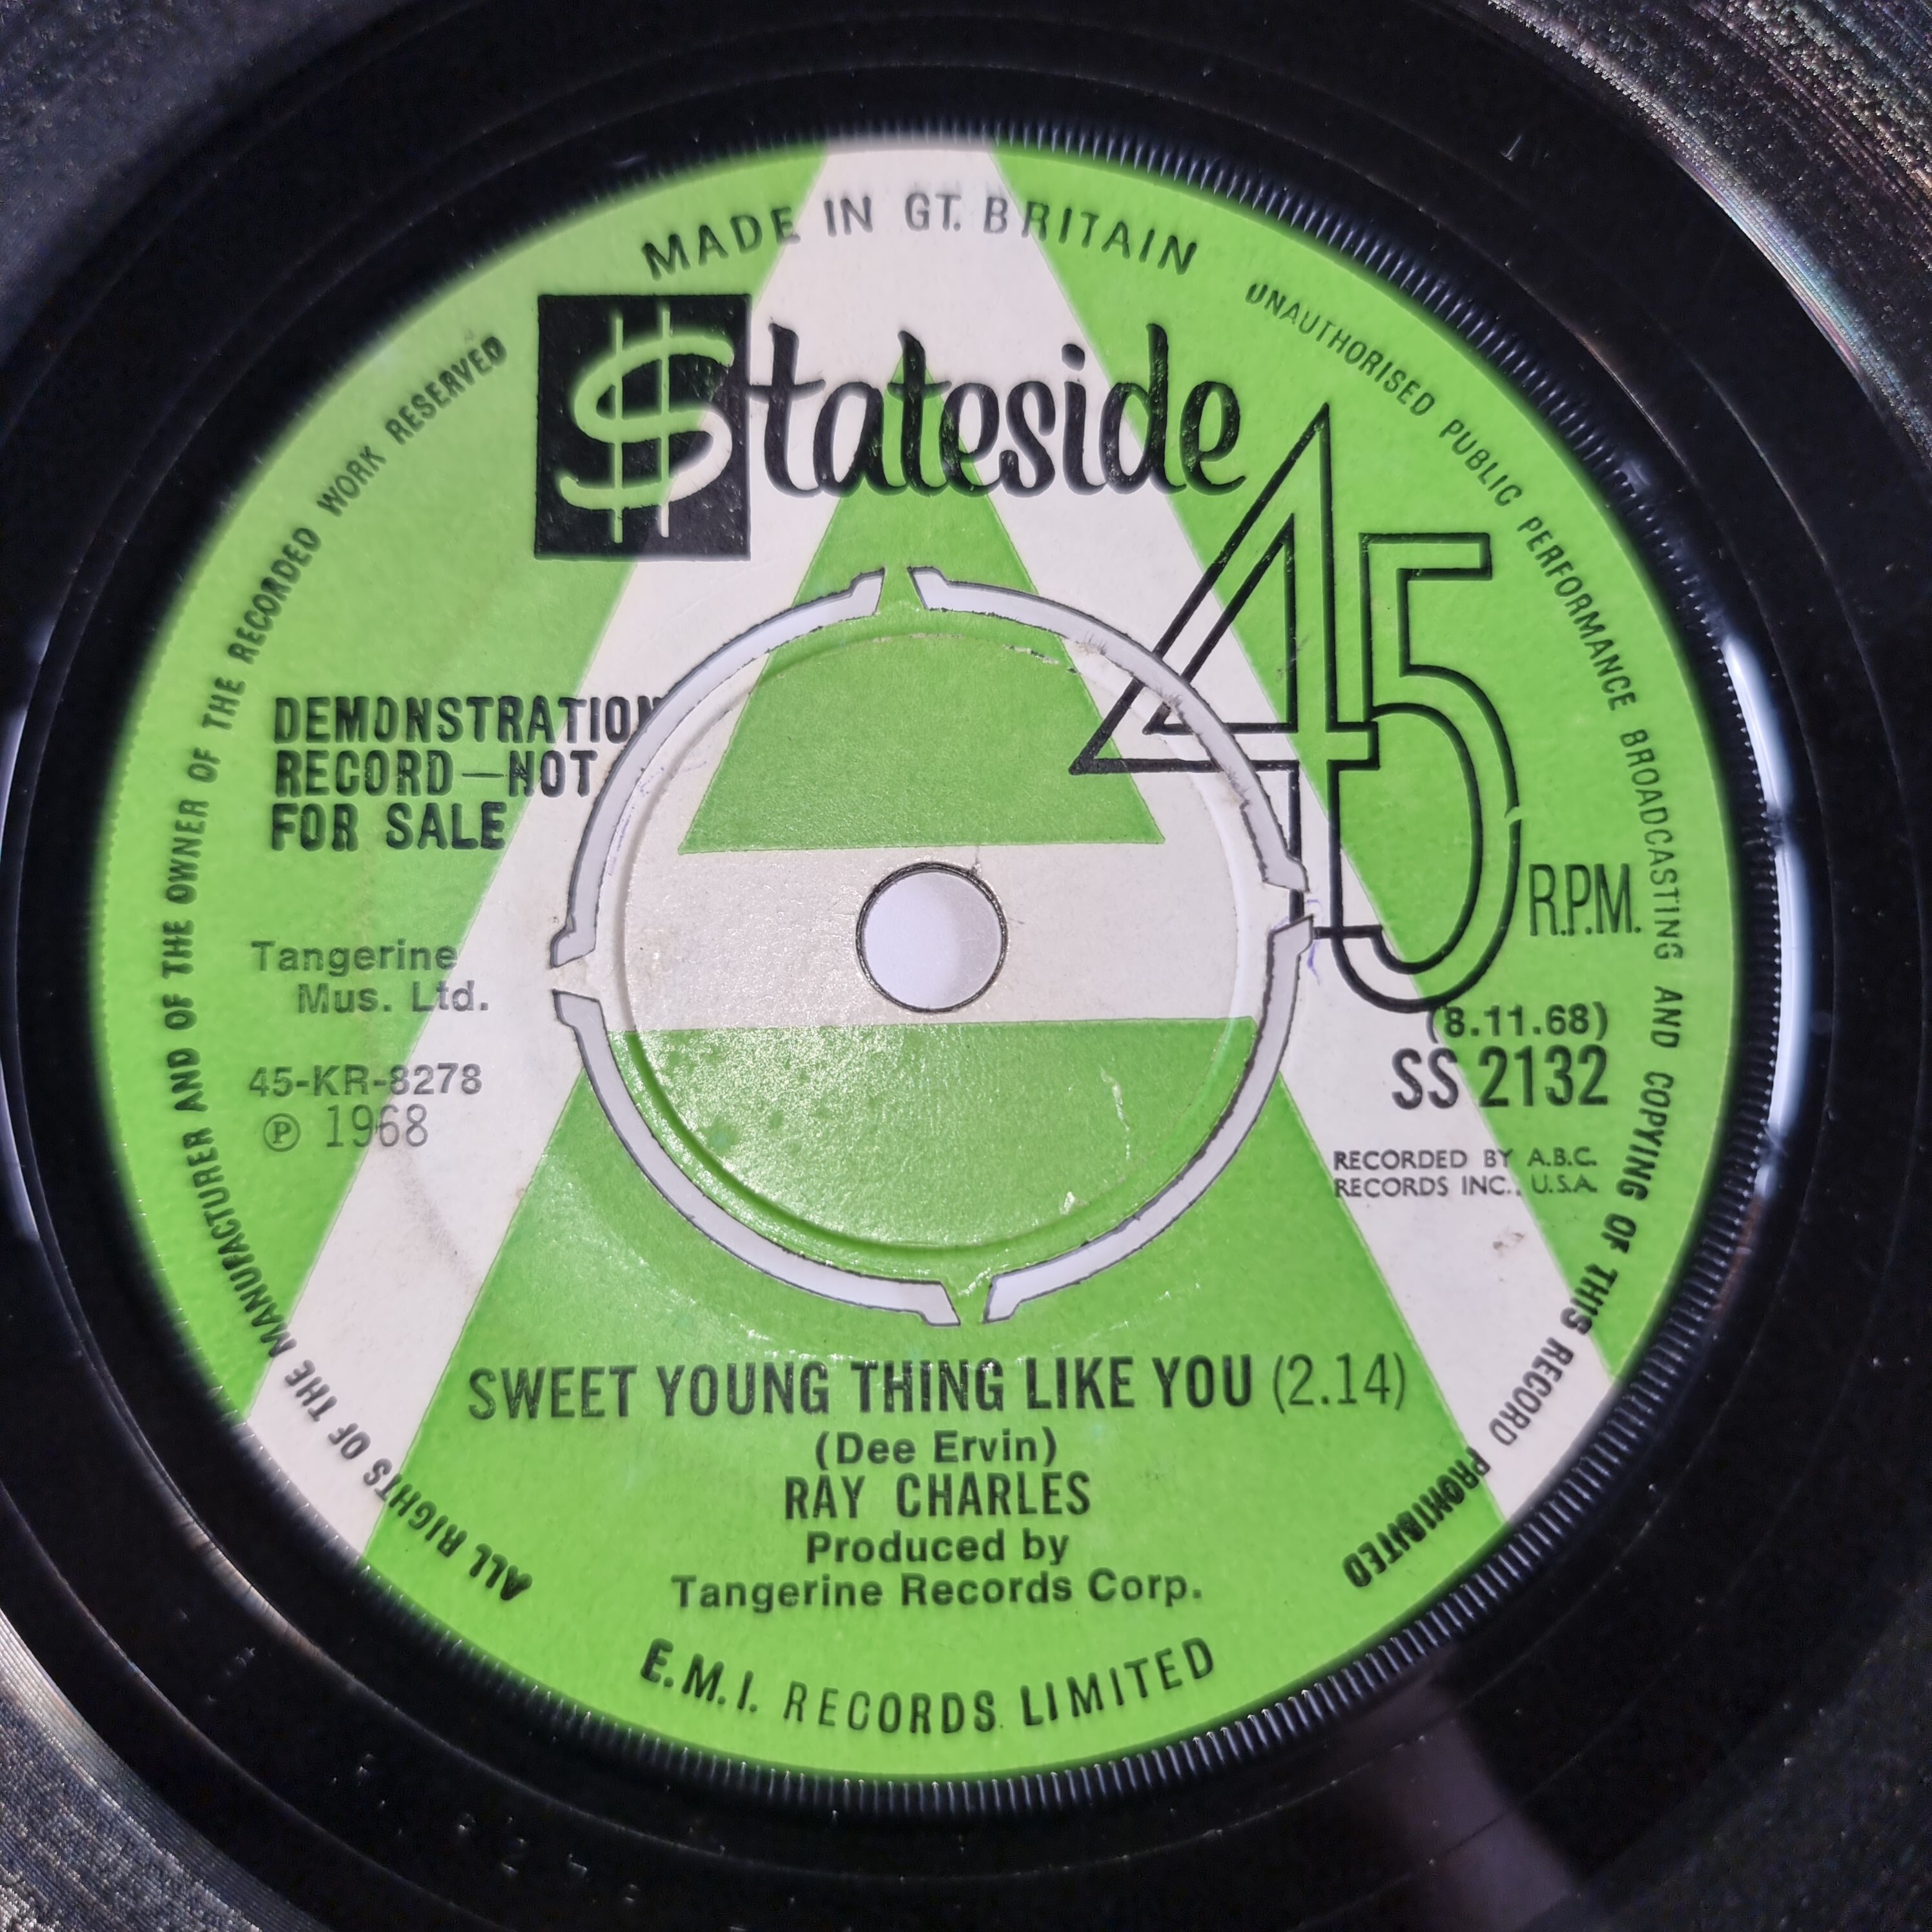 MADE IN GT. BRITAIN
UNAUTHORISED PUBLIC PERFORMANCE BROADCASTING AND COPYING OF THIS RECORD PROHIBITED
ALL RIGHTS OF THE MANUFACTURER AND OF THE OWNER OF THE RECORDED WORK RESERVED
$tateside
45
R.P.M.
DEMONSTRATION
RECORD—NOT
FOR SALE
Tangerine
Mus. Ltd.
45-KR-8278
℗ 1968
(8.11.68)
SS 2132
RECORDED BY A.B.C.
RECORDS INC., U.S.A.
SWEET YOUNG THING LIKE YOU (2.14)
(Dee Ervin)
RAY CHARLES
Produced by
Tangerine Records Corp.
E.M.I. RECORDS LIMITED